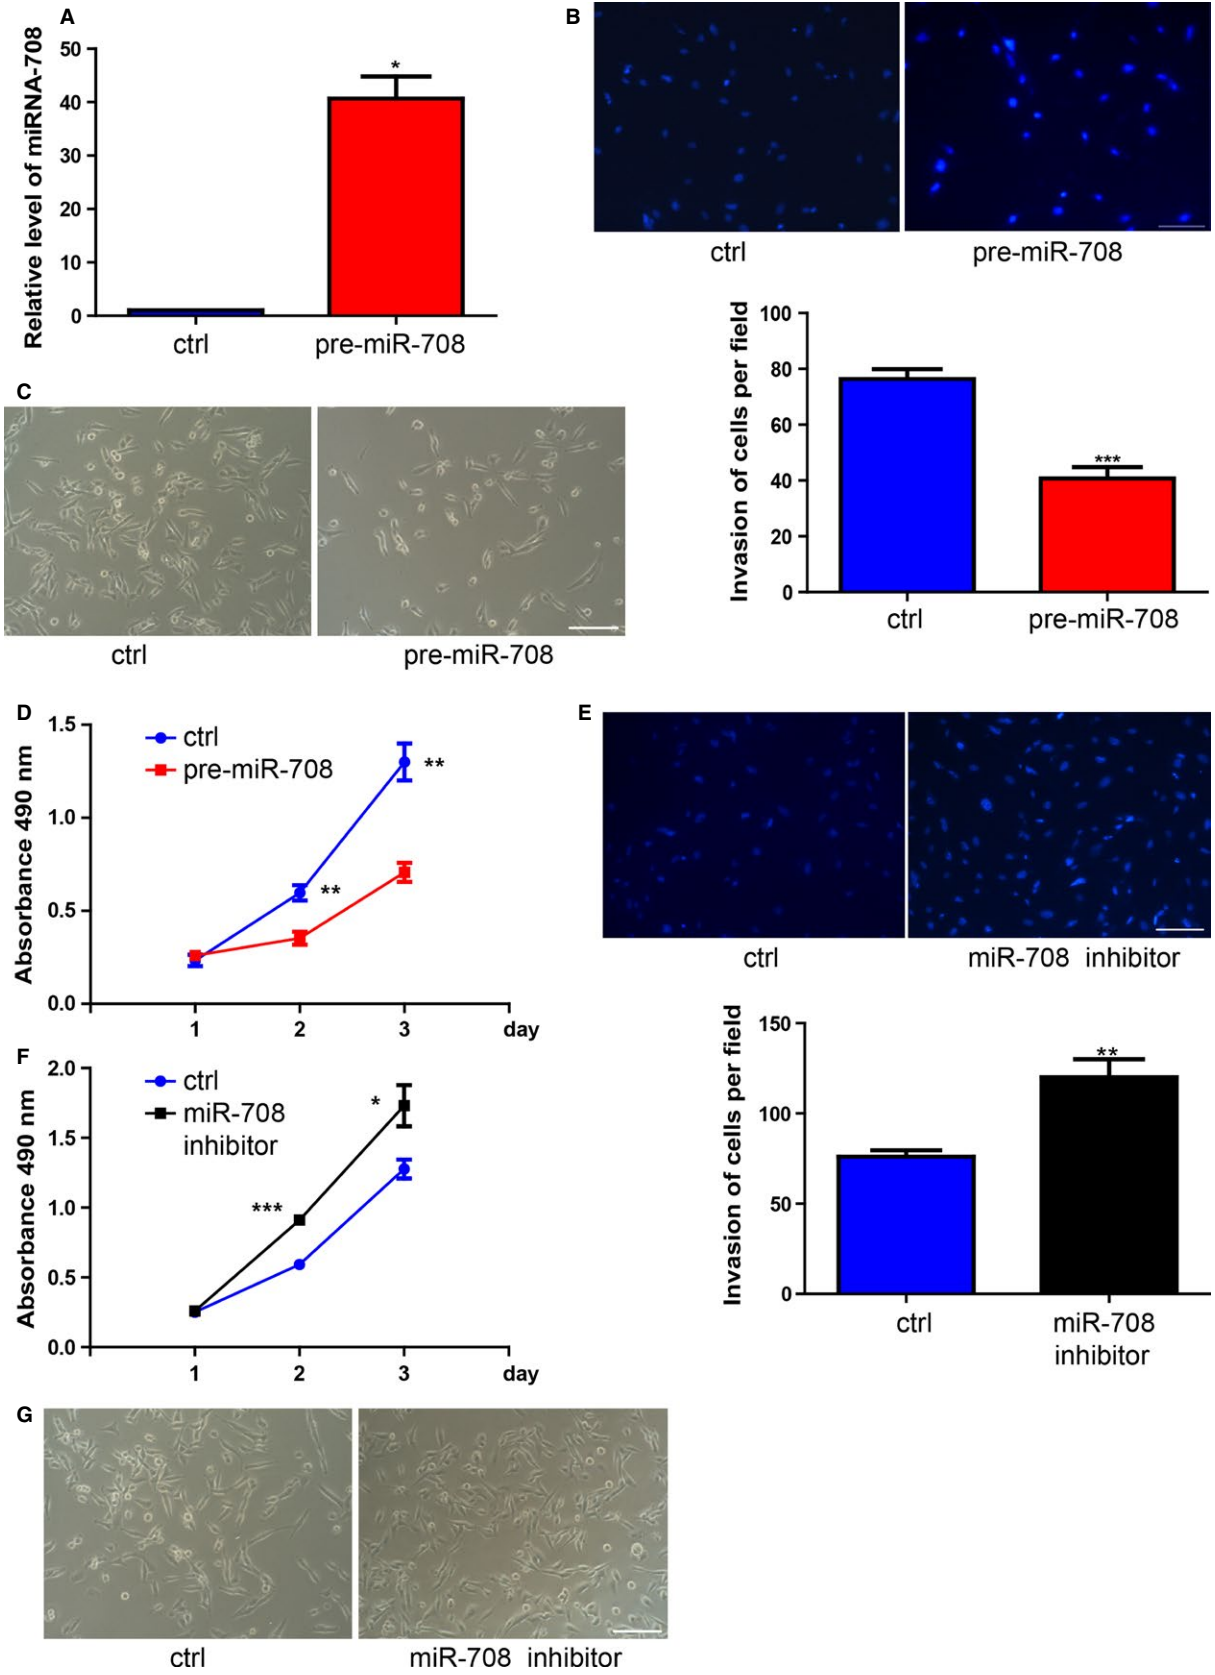 A
Relative level of miRNA-708
50
40
30
20
10
0
*
ctrl
pre-miR-708
B
ctrl
pre-miR-708
Invasion of cells per field
100
80
60
40
20
0
***
ctrl
pre-miR-708
C
ctrl
pre-miR-708
D
Absorbance 490 nm
1.5
1.0
0.5
0.0
ctrl
pre-miR-708
**
**
1 2 3 day
E
ctrl
miR-708 inhibitor
Invasion of cells per field
150
100
50
0
**
ctrl
miR-708
inhibitor
F
Absorbance 490 nm
2.0
1.5
1.0
0.5
0.0
ctrl
miR-708
inhibitor
*
***
1 2 3 day
G
ctrl
miR-708 inhibitor